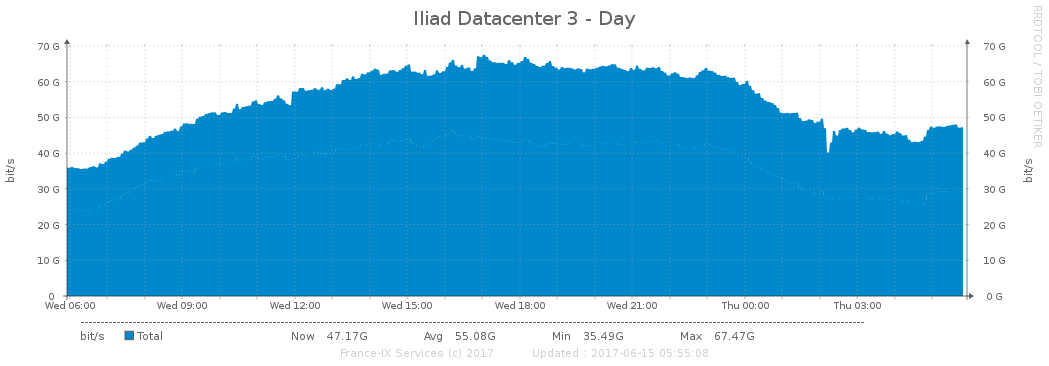 Iliad Datacenter 3 - Day
RRDTOOL / TOBI OETIKER
70 G 70 G
60 G 60 G
50 G 50 G
40 G 40 G
30 G 30 G
20 G 20 G
10 G 10 G
0 0 G
bit/s bit/s
Wed 06:00 Wed 09:00 Wed 12:00 Wed 15:00 Wed 18:00 Wed 21:00 Thu 00:00 Thu 03:00
bit/s Total Now 47.17G Avg 55.08G Min 35.49G Max 67.47G
France-IX Services (c) 2017 Updated : 2017-06-15 05:55:08